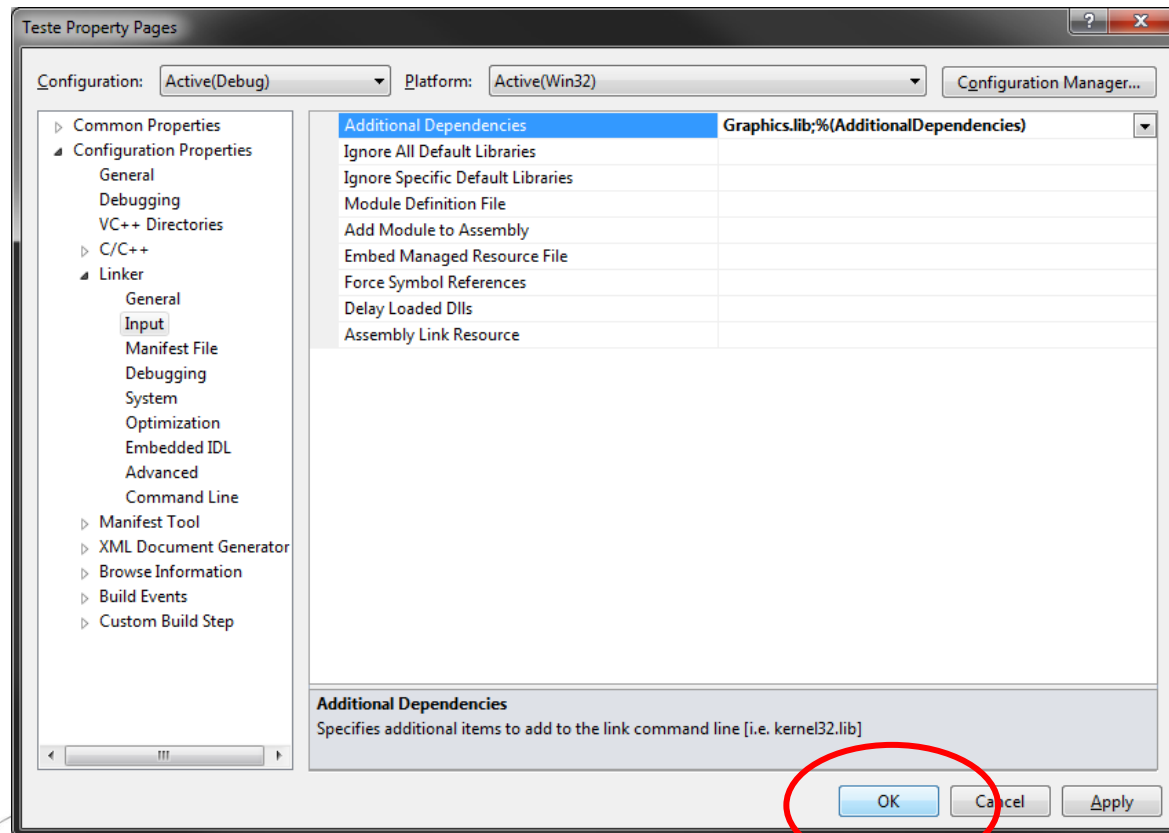 Teste Property Pages
Configuration: Active(Debug) Platform: Active(Win32) Configuration Manager...
Common Properties
Configuration Properties
General
Debugging
VC++ Directories
C/C++
Linker
General
Input
Manifest File
Debugging
System
Optimization
Embedded IDL
Advanced
Command Line
Manifest Tool
XML Document Generator
Browse Information
Build Events
Custom Build Step
Additional Dependencies Graphics.lib;%(AdditionalDependencies)
Ignore All Default Libraries
Ignore Specific Default Libraries
Module Definition File
Add Module to Assembly
Embed Managed Resource File
Force Symbol References
Delay Loaded Dlls
Assembly Link Resource
Additional Dependencies
Specifies additional items to add to the link command line [i.e. kernel32.lib]
OK Cancel Apply